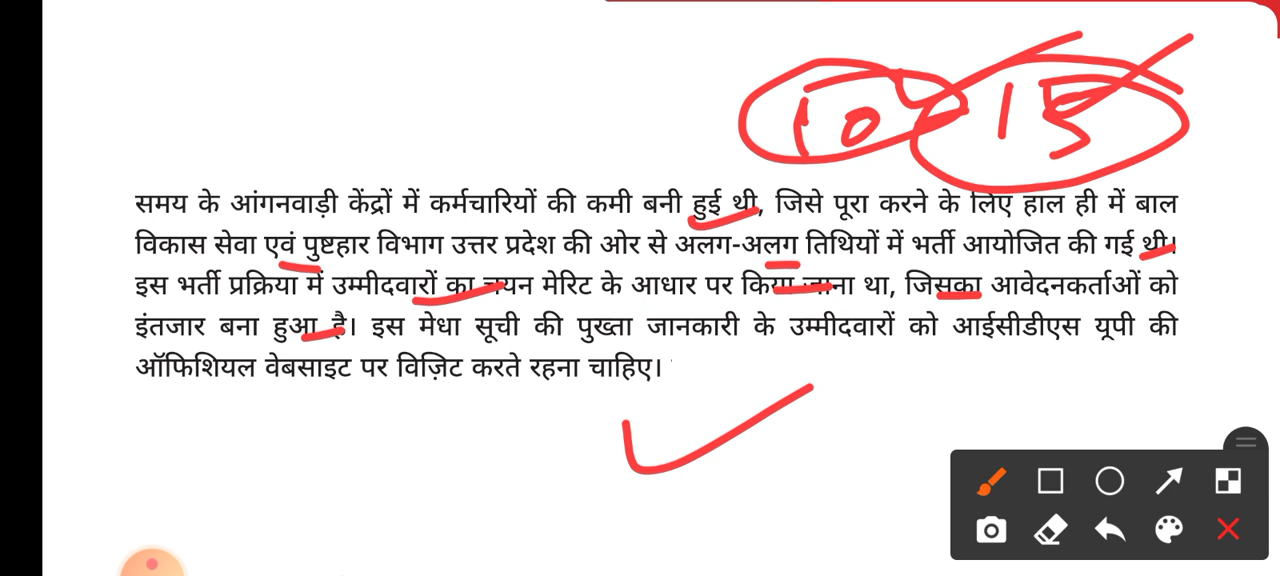 10 15
समय के आंगनवाड़ी केंद्रों में कर्मचारियों की कमी बनी हुई थी, जिसे पूरा करने के लिए हाल ही में बाल
विकास सेवा एवं पुष्टहार विभाग उत्तर प्रदेश की ओर से अलग-अलग तिथियों में भर्ती आयोजित की गई थी।
इस भर्ती प्रक्रिया में उम्मीदवारों का चयन मेरिट के आधार पर किया जाना था, जिसका आवेदनकर्ताओं को
इंतजार बना हुआ है। इस मेधा सूची की पुख्ता जानकारी के उम्मीदवारों को आईसीडीएस यूपी की
ऑफिशियल वेबसाइट पर विज़िट करते रहना चाहिए।